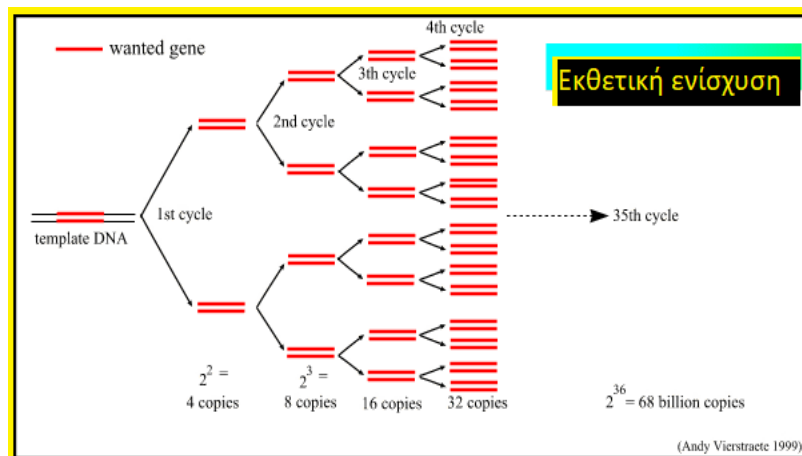 4th cycle
wanted gene
3th cycle
Εκθετική ενίσχυση
2nd cycle
1st cycle
35th cycle
template DNA
2² =
4 copies
2³ =
8 copies
16 copies
32 copies
2³⁶ = 68 billion copies
(Andy Vierstraete 1999)